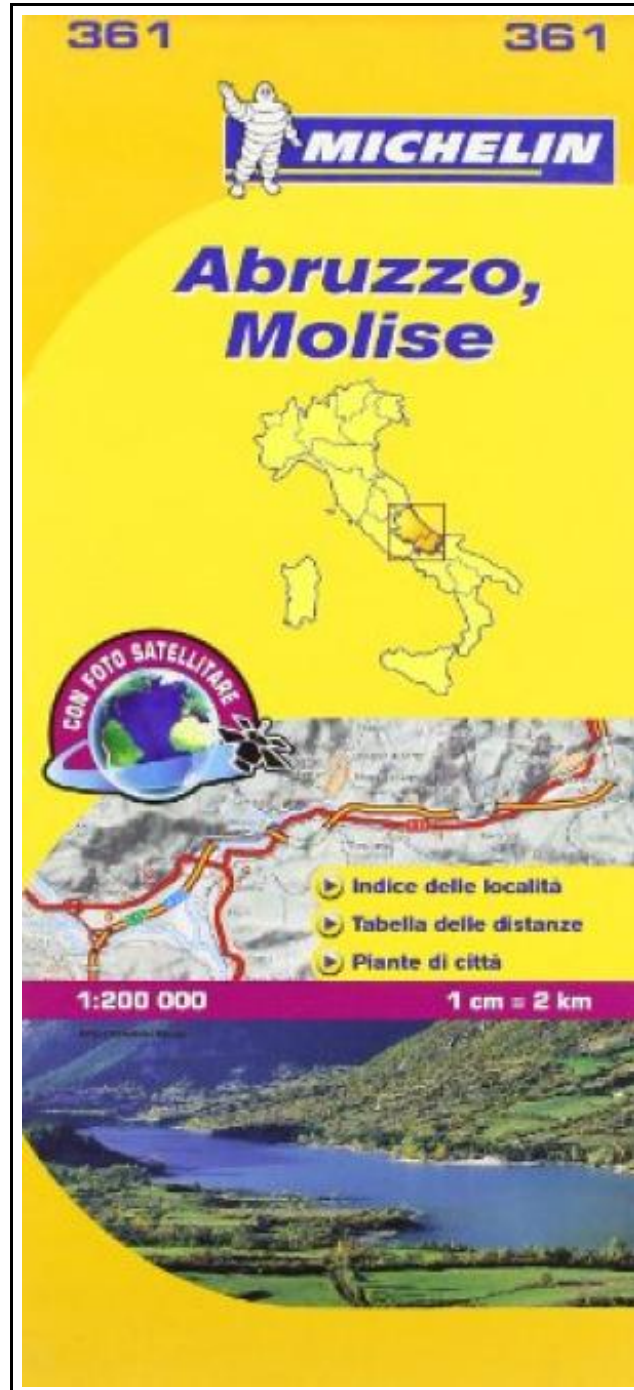 361 361
MICHELIN
Abruzzo,
Molise
CON FOTO SATELLITARE
Indice delle località
Tabella delle distanze
Piante di città
1:200 000 1 cm = 2 km